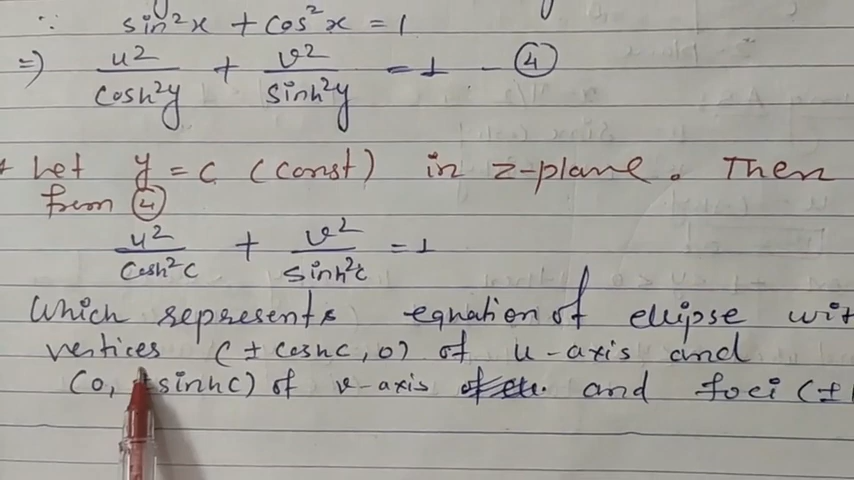 ∵ sin²x + cos²x = 1
⇒) u²/cosh²y + v²/sinh²y = 1 - ④
Let y = c (const) in z-plane. Then
from ④
u²/cosh²c + v²/sinh²c = 1
which represents equation of ellipse wit
vertices (±coshc, 0) of u-axis and
(0, ±sinhc) of v-axis and foci (±1